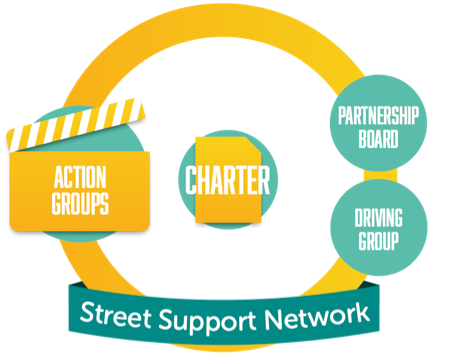 PARTNERSHIP
BOARD
ACTION
GROUPS
CHARTER
DRIVING
GROUP
Street Support Network